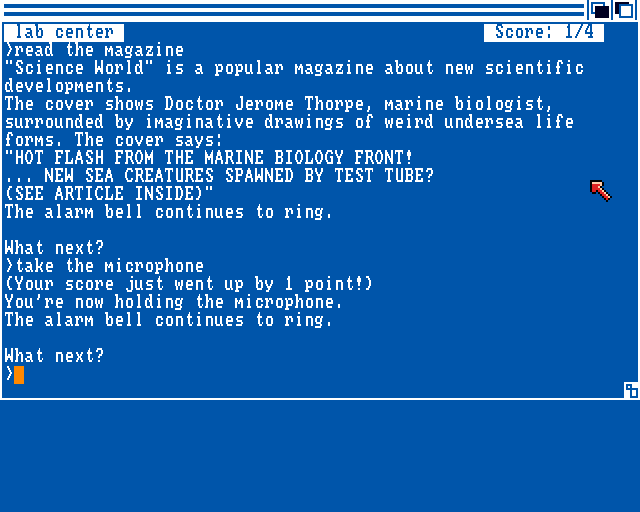 lab center Score: 1/4
>read the magazine
"Science World" is a popular magazine about new scientific
developments.
The cover shows Doctor Jerome Thorpe, marine biologist,
surrounded by imaginative drawings of weird undersea life
forms. The cover says:
"HOT FLASH FROM THE MARINE BIOLOGY FRONT!
... NEW SEA CREATURES SPAWNED BY TEST TUBE?
(SEE ARTICLE INSIDE)"
The alarm bell continues to ring.
What next?
>take the microphone
(Your score just went up by 1 point!)
You're now holding the microphone.
The alarm bell continues to ring.
What next?
>